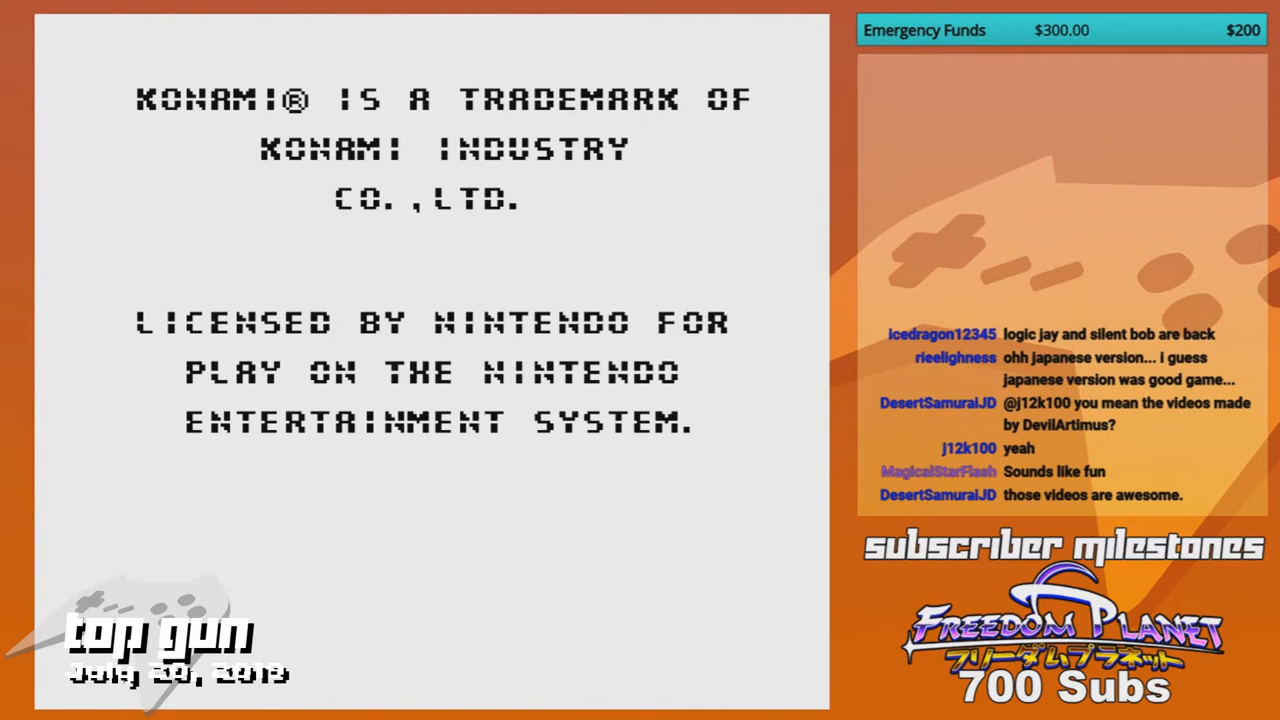 KONAMI® IS A TRADEMARK OF
KONAMI INDUSTRY
CO.,LTD.
LICENSED BY NINTENDO FOR
PLAY ON THE NINTENDO
ENTERTAINMENT SYSTEM.
top gun
July 20, 2019
Emergency Funds $300.00 $200
icedragon12345 logic jay and silent bob are back
rieelighness ohh japanese version... i guess
japanese version was good game...
DesertSamuraiJD @j12k100 you mean the videos made
by DevilArtimus?
j12k100 yeah
MagicalStarFlash Sounds like fun
DesertSamuraiJD those videos are awesome.
subscriber milestones
FREEDOM PLANET
フリーダムプラネット
700 Subs